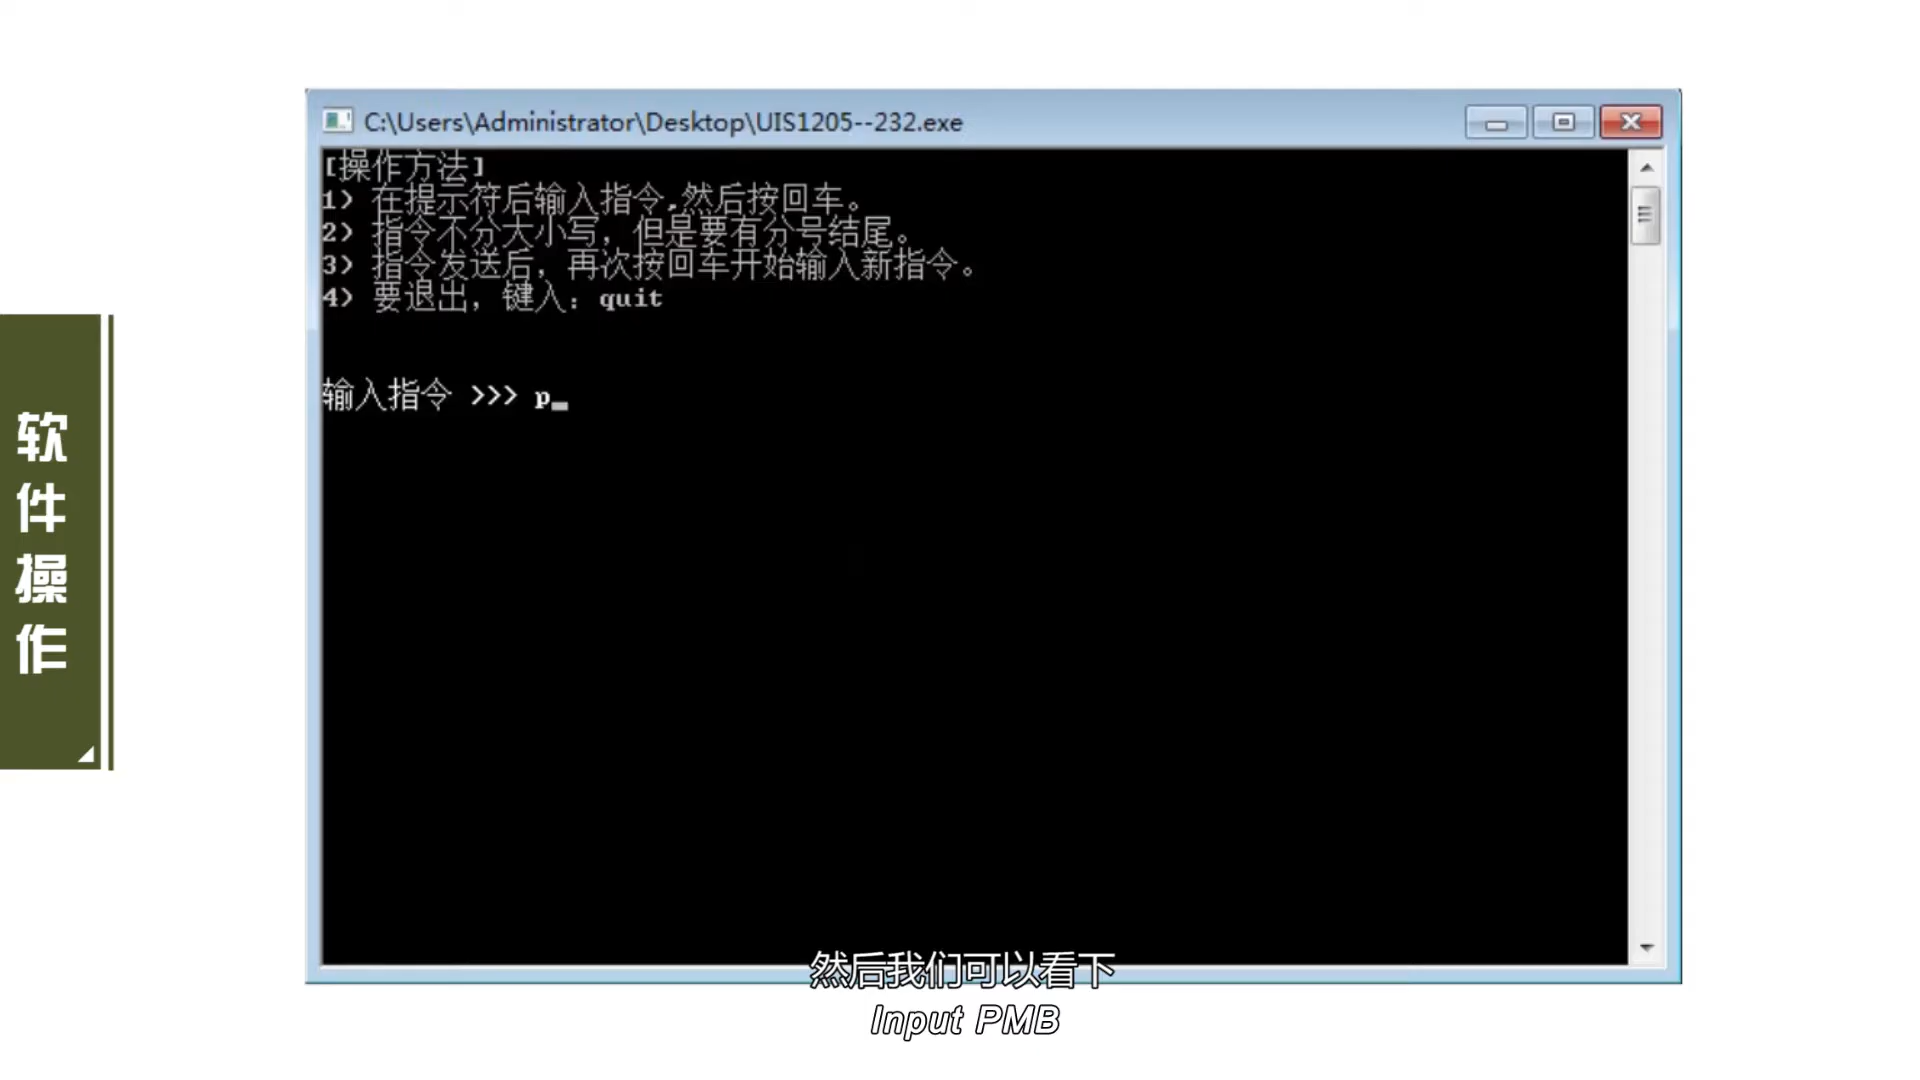 C:\Users\Administrator\Desktop\UIS1205--232.exe
[操作方法]
1) 在提示符后输入指令,然后按回车。
2) 指令不分大小写，但是要有分号结尾。
3) 指令发送后，再次按回车开始输入新指令。
4) 要退出，键入：quit
输入指令 >>> p_
软件操作
然后我们可以看下
Input PMB